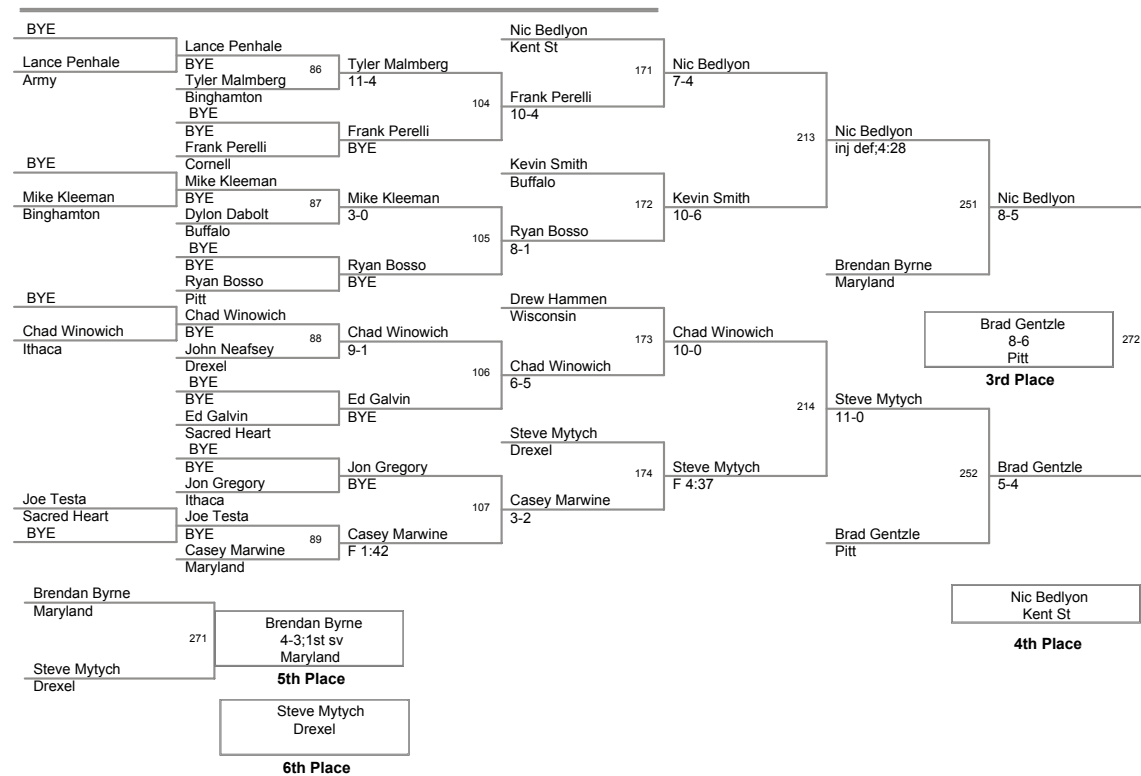 BYE
Lance Penhale
Army
Lance Penhale
BYE
Tyler Malmberg
Binghamton
86
Tyler Malmberg
11-4
BYE
BYE
Frank Perelli
Cornell
Frank Perelli
BYE
104
Frank Perelli
10-4
Nic Bedlyon
Kent St
171
Nic Bedlyon
7-4
BYE
Mike Kleeman
Binghamton
Mike Kleeman
BYE
Dylon Dabolt
Buffalo
87
Mike Kleeman
3-0
BYE
BYE
Ryan Bosso
Pitt
Ryan Bosso
BYE
105
Ryan Bosso
8-1
Kevin Smith
Buffalo
172
Kevin Smith
10-6
213
Nic Bedlyon
inj def;4:28
Brendan Byrne
Maryland
251
Nic Bedlyon
8-5
BYE
Chad Winowich
Ithaca
Chad Winowich
BYE
John Neafsey
Drexel
88
Chad Winowich
9-1
BYE
BYE
Ed Galvin
Sacred Heart
Ed Galvin
BYE
106
Chad Winowich
6-5
Drew Hammen
Wisconsin
173
Chad Winowich
10-0
BYE
BYE
Jon Gregory
Ithaca
Jon Gregory
BYE
Joe Testa
Sacred Heart
BYE
Joe Testa
BYE
Casey Marwine
Maryland
89
Casey Marwine
F 1:42
107
Casey Marwine
3-2
Steve Mytych
Drexel
174
Steve Mytych
F 4:37
214
Steve Mytych
11-0
Brad Gentzle
Pitt
252
Brad Gentzle
5-4
Brad Gentzle
8-6
Pitt
272
3rd Place
Nic Bedlyon
Kent St
4th Place
Brendan Byrne
Maryland
271
Steve Mytych
Drexel
Brendan Byrne
4-3;1st sv
Maryland
5th Place
Steve Mytych
Drexel
6th Place